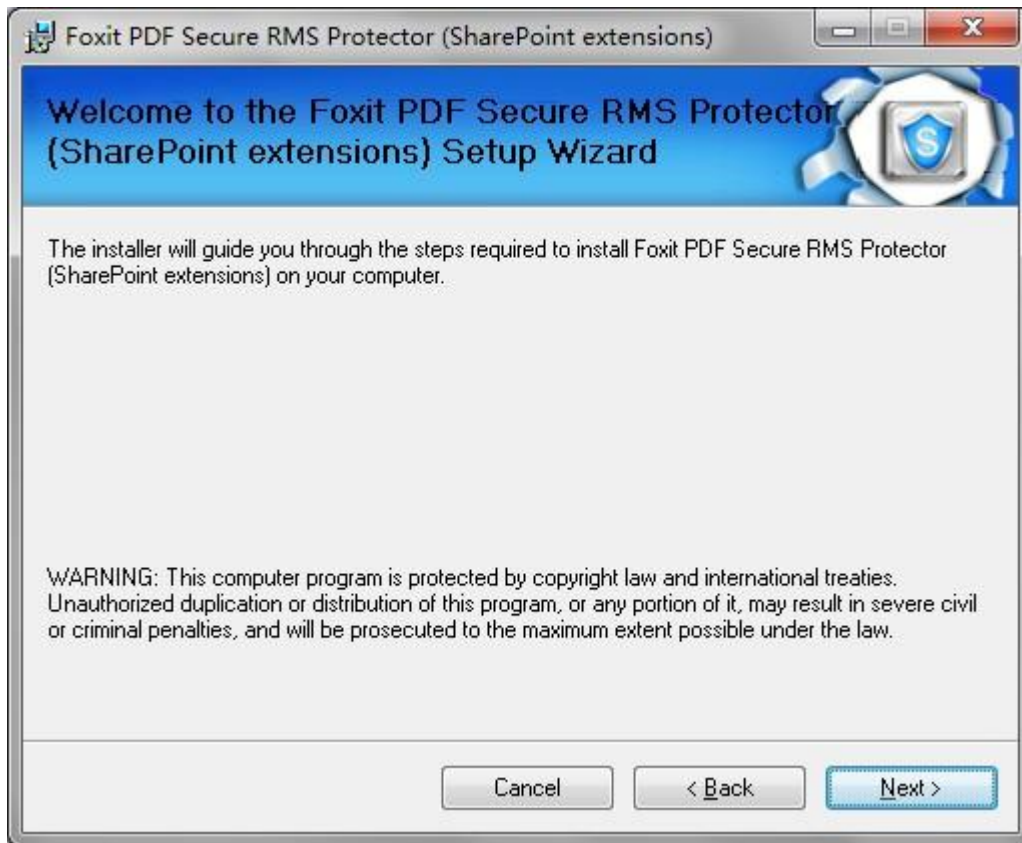 Foxit PDF Secure RMS Protector (SharePoint extensions)
Welcome to the Foxit PDF Secure RMS Protector
(SharePoint extensions) Setup Wizard
S
The installer will guide you through the steps required to install Foxit PDF Secure RMS Protector
(SharePoint extensions) on your computer.
WARNING: This computer program is protected by copyright law and international treaties.
Unauthorized duplication or distribution of this program, or any portion of it, may result in severe civil
or criminal penalties, and will be prosecuted to the maximum extent possible under the law.
Cancel
< Back
Next >